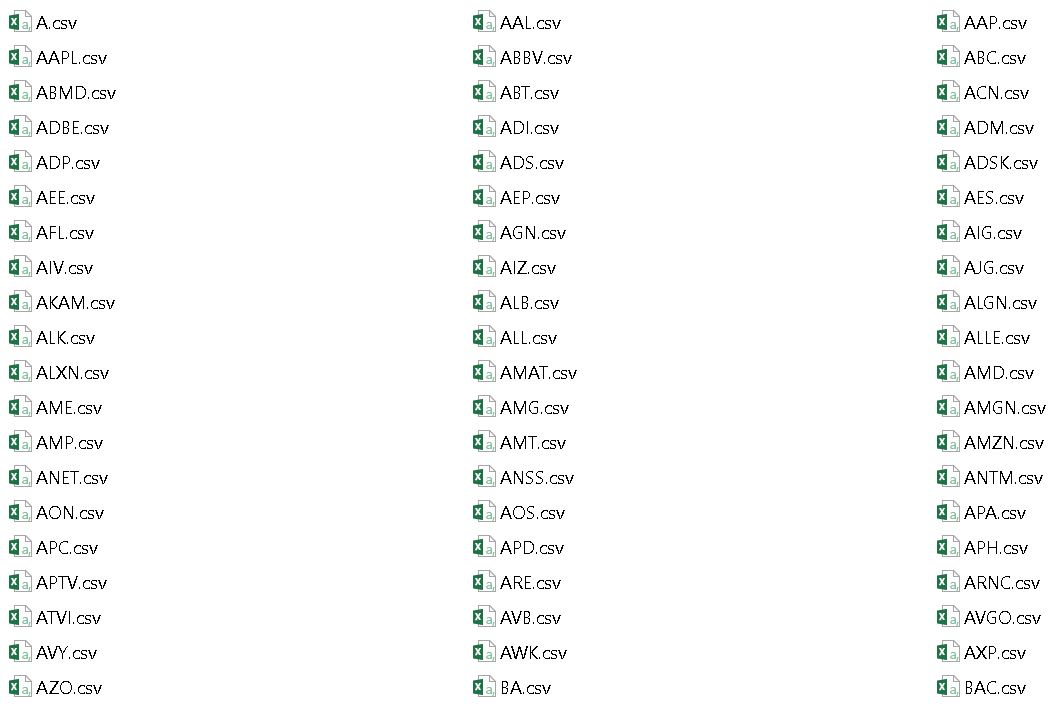 A.csv AAL.csv AAP.csv
AAPL.csv ABBV.csv ABC.csv
ABMD.csv ABT.csv ACN.csv
ADBE.csv ADI.csv ADM.csv
ADP.csv ADS.csv ADSK.csv
AEE.csv AEP.csv AES.csv
AFL.csv AGN.csv AIG.csv
AIV.csv AIZ.csv AJG.csv
AKAM.csv ALB.csv ALGN.csv
ALK.csv ALL.csv ALLE.csv
ALXN.csv AMAT.csv AMD.csv
AME.csv AMG.csv AMGN.csv
AMP.csv AMT.csv AMZN.csv
ANET.csv ANSS.csv ANTM.csv
AON.csv AOS.csv APA.csv
APC.csv APD.csv APH.csv
APTV.csv ARE.csv ARNC.csv
ATVI.csv AVB.csv AVGO.csv
AVY.csv AWK.csv AXP.csv
AZO.csv BA.csv BAC.csv